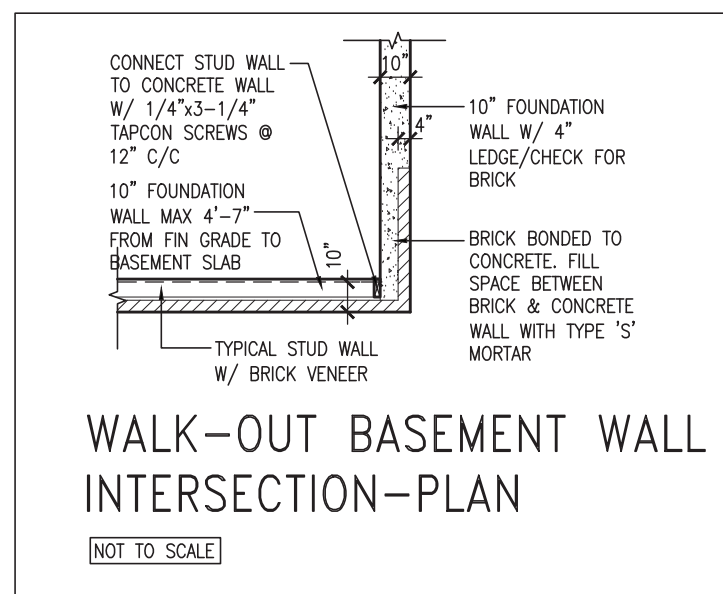 CONNECT STUD WALL
TO CONCRETE WALL
W/ 1/4"x3-1/4"
TAPCON SCREWS @
12" C/C
10" FOUNDATION
WALL MAX 4'-7"
FROM FIN GRADE TO
BASEMENT SLAB
10"
10"
4"
10" FOUNDATION
WALL W/ 4"
LEDGE/CHECK FOR
BRICK
BRICK BONDED TO
CONCRETE. FILL
SPACE BETWEEN
BRICK & CONCRETE
WALL WITH TYPE 'S'
MORTAR
TYPICAL STUD WALL
W/ BRICK VENEER
WALK-OUT BASEMENT WALL
INTERSECTION-PLAN
NOT TO SCALE